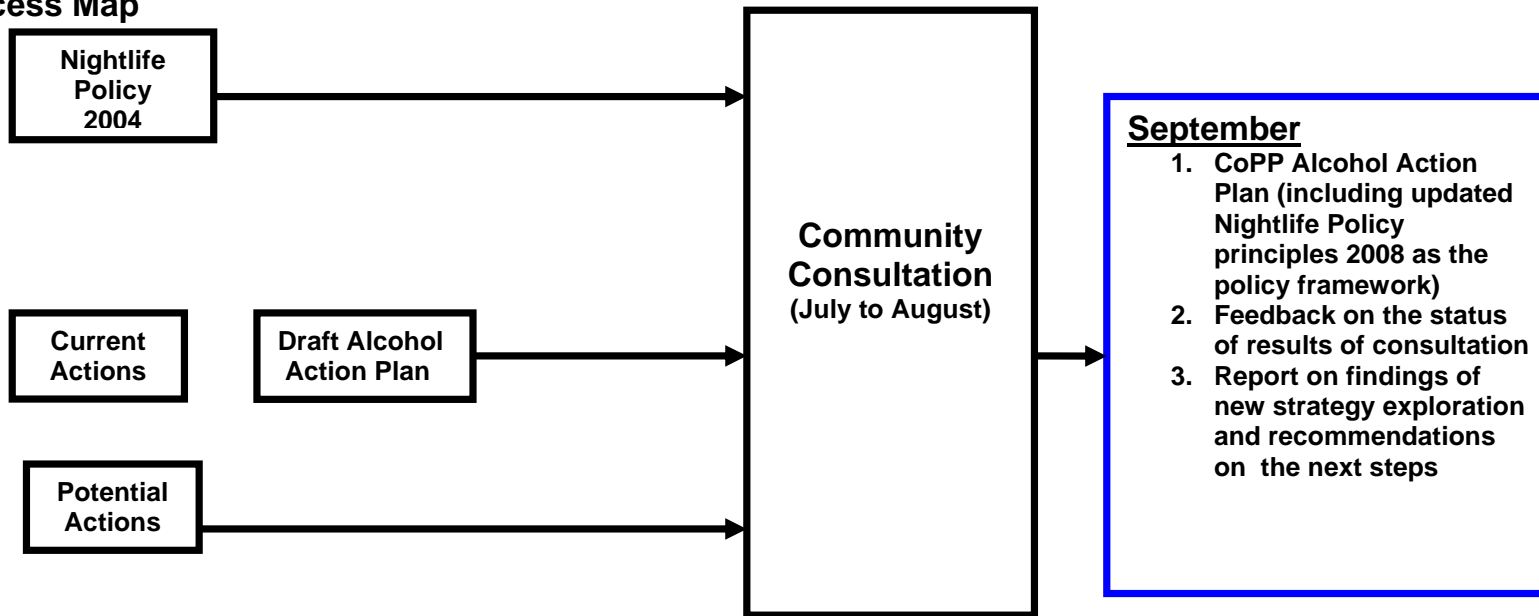 cess Map
Nightlife
Policy
2004
Current
Actions
Draft Alcohol
Action Plan
Potential
Actions
Community
Consultation
(July to August)
September
1. CoPP Alcohol Action
Plan (including updated
Nightlife Policy
principles 2008 as the
policy framework)
2. Feedback on the status
of results of consultation
3. Report on findings of
new strategy exploration
and recommendations
on the next steps